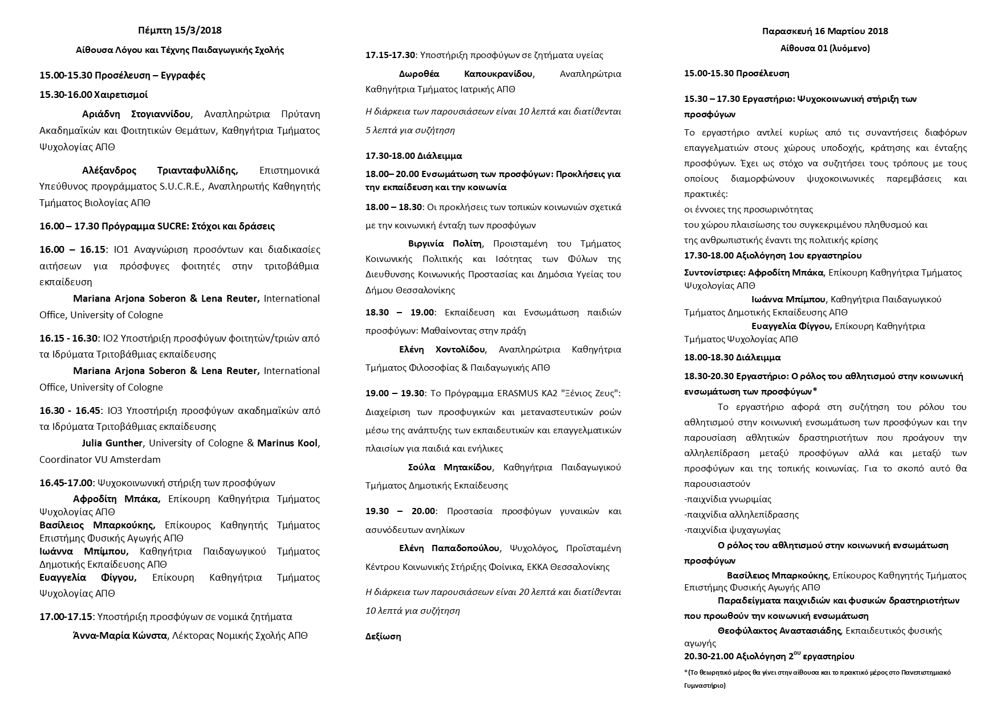 Πέμπτη 15/3/2018
Αίθουσα Λόγου και Τέχνης Παιδαγωγικής Σχολής
15.00-15.30 Προσέλευση – Εγγραφές
15.30-16.00 Χαιρετισμοί
Αριάδνη Στογιαννίδου, Αναπληρώτρια Πρύτανη
Ακαδημαϊκών και Φοιτητικών Θεμάτων, Καθηγήτρια Τμήματος
Ψυχολογίας ΑΠΘ
Αλέξανδρος Τριανταφυλλίδης, Επιστημονικά
Υπεύθυνος προγράμματος S.U.C.R.E., Αναπληρωτής Καθηγητής
Τμήματος Βιολογίας ΑΠΘ
16.00 – 17.30 Πρόγραμμα SUCRE: Στόχοι και δράσεις
16.00 – 16.15: ΙΟ1 Αναγνώριση προσόντων και διαδικασίες
αιτήσεων για πρόσφυγες φοιτητές στην τριτοβάθμια
εκπαίδευση
Mariana Arjona Soberon & Lena Reuter, International
Office, University of Cologne
16.15 - 16.30: ΙΟ2 Υποστήριξη προσφύγων φοιτητών/τριών από
τα Ιδρύματα Τριτοβάθμιας εκπαίδευσης
Mariana Arjona Soberon & Lena Reuter, International
Office, University of Cologne
16.30 - 16.45: ΙΟ3 Υποστήριξη προσφύγων ακαδημαϊκών από
τα Ιδρύματα Τριτοβάθμιας εκπαίδευσης
Julia Gunther, University of Cologne & Marinus Kool,
Coordinator VU Amsterdam
16.45-17.00: Ψυχοκοινωνική στήριξη των προσφύγων
Αφροδίτη Μπάκα, Επίκουρη Καθηγήτρια Τμήματος
Ψυχολογίας ΑΠΘ
Βασίλειος Μπαρκούκης, Επίκουρος Καθηγητής Τμήματος
Επιστήμης Φυσικής Αγωγής ΑΠΘ
Ιωάννα Μπίμπου, Καθηγήτρια Παιδαγωγικού Τμήματος
Δημοτικής Εκπαίδευσης ΑΠΘ
Ευαγγελία Φίγγου, Επίκουρη Καθηγήτρια Τμήματος
Ψυχολογίας ΑΠΘ
17.00-17.15: Υποστήριξη προσφύγων σε νομικά ζητήματα
Άννα-Μαρία Κώνστα, Λέκτορας Νομικής Σχολής ΑΠΘ
17.15-17.30: Υποστήριξη προσφύγων σε ζητήματα υγείας
Δωροθέα Καπουκρανίδου, Αναπληρώτρια
Καθηγήτρια Τμήματος Ιατρικής ΑΠΘ
Η διάρκεια των παρουσιάσεων είναι 10 λεπτά και διατίθενται
5 λεπτά για συζήτηση
17.30-18.00 Διάλειμμα
18.00– 20.00 Ενσωμάτωση των προσφύγων: Προκλήσεις για
την εκπαίδευση και την κοινωνία
18.00 – 18.30: Οι προκλήσεις των τοπικών κοινωνιών σχετικά
με την κοινωνική ένταξη των προσφύγων
Βιργινία Πολίτη, Προισταμένη του Τμήματος
Κοινωνικής Πολιτικής και Ισότητας των Φύλων της
Διευθυνσης Κοινωνικής Προστασίας και Δημόσια Υγείας του
Δήμου Θεσσαλονίκης
18.30 – 19.00: Εκπαίδευση και Ενσωμάτωση παιδιών
προσφύγων: Μαθαίνοντας στην πράξη
Ελένη Χοντολίδου, Αναπληρώτρια Καθηγήτρια
Τμήματος Φιλοσοφίας & Παιδαγωγικής ΑΠΘ
19.00 – 19.30: Το Πρόγραμμα ERASMUS KA2 "Ξένιος Ζευς":
Διαχείριση των προσφυγικών και μεταναστευτικών ροών
μέσω της ανάπτυξης των εκπαιδευτικών και επαγγελματικών
πλαισίων για παιδιά και ενήλικες
Σούλα Μητακίδου, Καθηγήτρια Παιδαγωγικού
Τμήματος Δημοτικής Εκπαίδευσης
19.30 – 20.00: Προστασία προσφύγων γυναικών και
ασυνόδευτων ανηλίκων
Ελένη Παπαδοπούλου, Ψυχολόγος, Προϊσταμένη
Κέντρου Κοινωνικής Στήριξης Φοίνικα, ΕΚΚΑ Θεσσαλονίκης
Η διάρκεια των παρουσιάσεων είναι 20 λεπτά και διατίθενται
10 λεπτά για συζήτηση
Δεξίωση
Παρασκευή 16 Μαρτίου 2018
Αίθουσα 01 (λυόμενο)
15.00-15.30 Προσέλευση
15.30 – 17.30 Εργαστήριο: Ψυχοκοινωνική στήριξη των
προσφύγων
Το εργαστήριο αντλεί κυρίως από τις συναντήσεις διαφόρων
επαγγελματιών στους χώρους υποδοχής, κράτησης και ένταξης
προσφύγων. Έχει ως στόχο να συζητήσει τους τρόπους με τους
οποίους διαμορφώνουν ψυχοκοινωνικές παρεμβάσεις και
πρακτικές:
οι έννοιες της προσωρινότητας
του χώρου πλαισίωσης του συγκεκριμένου πληθυσμού και
της ανθρωπιστικής έναντι της πολιτικής κρίσης
17.30-18.00 Αξιολόγηση 1ου εργαστηρίου
Συντονίστριες: Αφροδίτη Μπάκα, Επίκουρη Καθηγήτρια Τμήματος
Ψυχολογίας ΑΠΘ
Ιωάννα Μπίμπου, Καθηγήτρια Παιδαγωγικού
Τμήματος Δημοτικής Εκπαίδευσης ΑΠΘ
Ευαγγελία Φίγγου, Επίκουρη Καθηγήτρια
Τμήματος Ψυχολογίας ΑΠΘ
18.00-18.30 Διάλειμμα
18.30-20.30 Εργαστήριο: Ο ρόλος του αθλητισμού στην κοινωνική
ενσωμάτωση των προσφύγων*
Το εργαστήριο αφορά στη συζήτηση του ρόλου του
αθλητισμού στην κοινωνική ενσωμάτωση των προσφύγων και την
παρουσίαση αθλητικών δραστηριοτήτων που προάγουν την
αλληλεπίδραση μεταξύ προσφύγων αλλά και μεταξύ των
προσφύγων και της τοπικής κοινωνίας. Για το σκοπό αυτό θα
παρουσιαστούν
-παιχνίδια γνωριμίας
-παιχνίδια αλληλεπίδρασης
-παιχνίδια ψυχαγωγίας
Ο ρόλος του αθλητισμού στην κοινωνική ενσωμάτωση
προσφύγων
Βασίλειος Μπαρκούκης, Επίκουρος Καθηγητής Τμήματος
Επιστήμης Φυσικής Αγωγής ΑΠΘ
Παραδείγματα παιχνιδιών και φυσικών δραστηριοτήτων
που προωθούν την κοινωνική ενσωμάτωση
Θεοφύλακτος Αναστασιάδης, Εκπαιδευτικός φυσικής
αγωγής
20.30-21.00 Αξιολόγηση 2ου εργαστηρίου
*(Το θεωρητικό μέρος θα γίνει στην αίθουσα και το πρακτικό μέρος στο Πανεπιστημιακό
Γυμναστήριο)